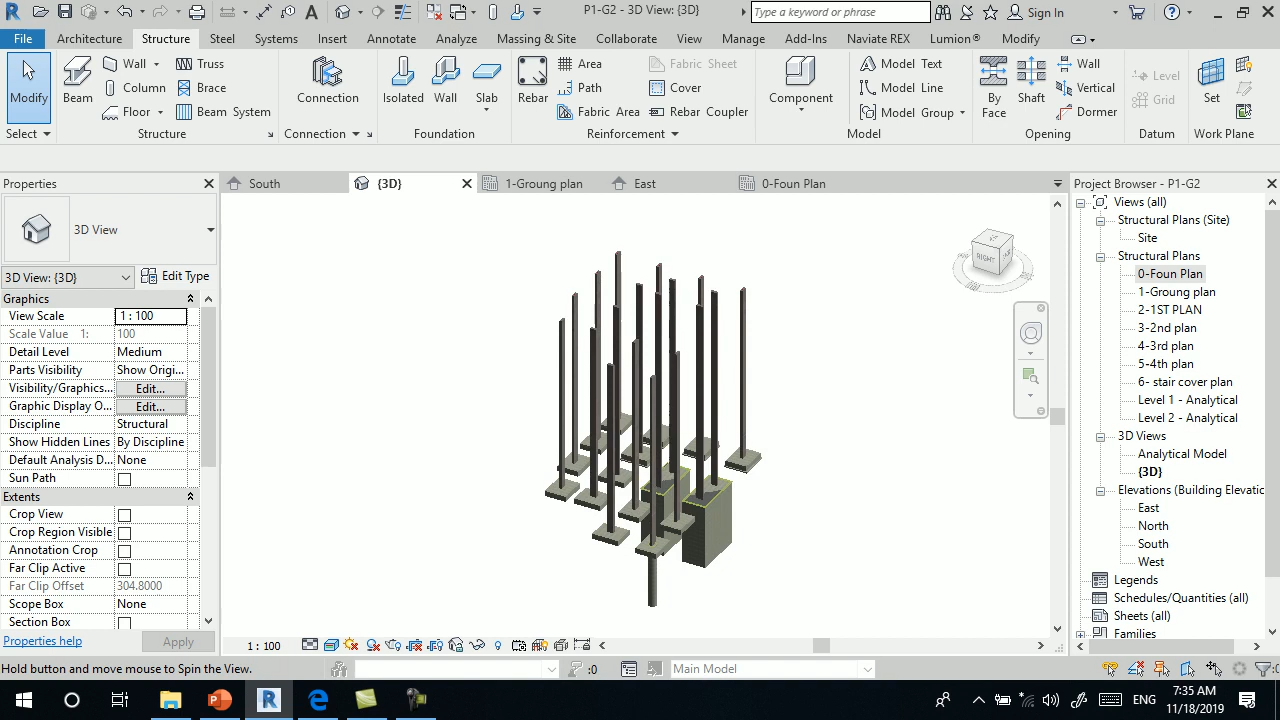 P1-G2 - 3D View: {3D}
Type a keyword or phrase
Sign In
File Architecture Structure Steel Systems Insert Annotate Analyze Massing & Site Collaborate View Manage Add-Ins Naviate REX Lumion® Modify
Modify
Select
Beam
Wall
Column
Floor
Truss
Brace
Beam System
Structure
Connection
Connection
Isolated
Wall
Slab
Foundation
Rebar
Area
Path
Fabric Area
Fabric Sheet
Cover
Rebar Coupler
Reinforcement
Component
Model Text
Model Line
Model Group
Model
By
Face
Shaft
Wall
Vertical
Dormer
Opening
Level
Grid
Datum
Set
Work Plane
Properties
South
{3D}
1-Groung plan
East
0-Foun Plan
Project Browser - P1-G2
3D View
3D View: {3D}
Edit Type
Graphics
View Scale 1 : 100
Scale Value 1: 100
Detail Level Medium
Parts Visibility Show Origi...
Visibility/Graphics... Edit...
Graphic Display O... Edit...
Discipline Structural
Show Hidden Lines By Discipline
Default Analysis D... None
Sun Path
Extents
Crop View
Crop Region Visible
Annotation Crop
Far Clip Active
Far Clip Offset 304.8000
Scope Box None
Section Box
Properties help
Apply
RIGHT
Views (all)
Structural Plans (Site)
Site
Structural Plans
0-Foun Plan
1-Groung plan
2-1ST PLAN
3-2nd plan
4-3rd plan
5-4th plan
6- stair cover plan
Level 1 - Analytical
Level 2 - Analytical
3D Views
Analytical Model
{3D}
Elevations (Building Elevatic
East
North
South
West
Legends
Schedules/Quantities (all)
Sheets (all)
Families
1 : 100
Hold button and move mouse to Spin the View.
:0
Main Model
:0
ENG
7:35 AM
11/18/2019